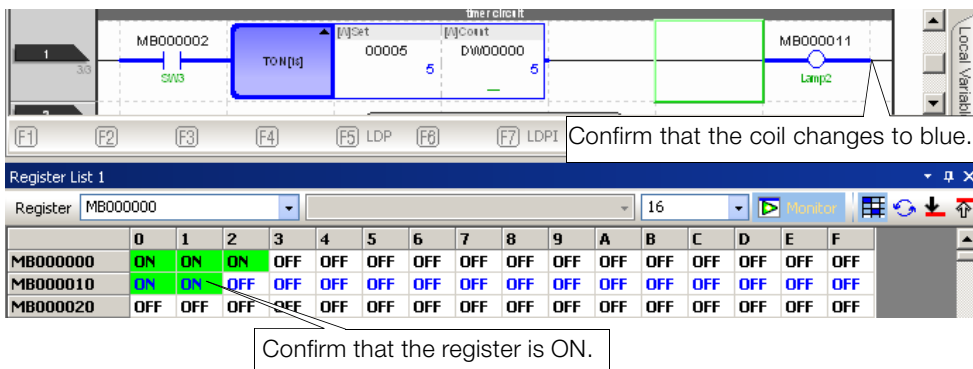 timer circuit
1
3/3
MB000002
SW3
TON[1s]
[W]Set
00005
5
[W]Count
DW00000
5
MB000011
Lamp2
Local Variabl
F1 F2 F3 F4 F5 LDP F6 F7 LDPI
Confirm that the coil changes to blue.
Register List 1
Register MB000000 16 Monitor
0 1 2 3 4 5 6 7 8 9 A B C D E F
MB000000 ON ON ON OFF OFF OFF OFF OFF OFF OFF OFF OFF OFF OFF OFF OFF
MB000010 ON ON OFF OFF OFF OFF OFF OFF OFF OFF OFF OFF OFF OFF OFF OFF
MB000020 OFF OFF OFF OFF OFF OFF OFF OFF OFF OFF OFF OFF OFF OFF OFF OFF
Confirm that the register is ON.